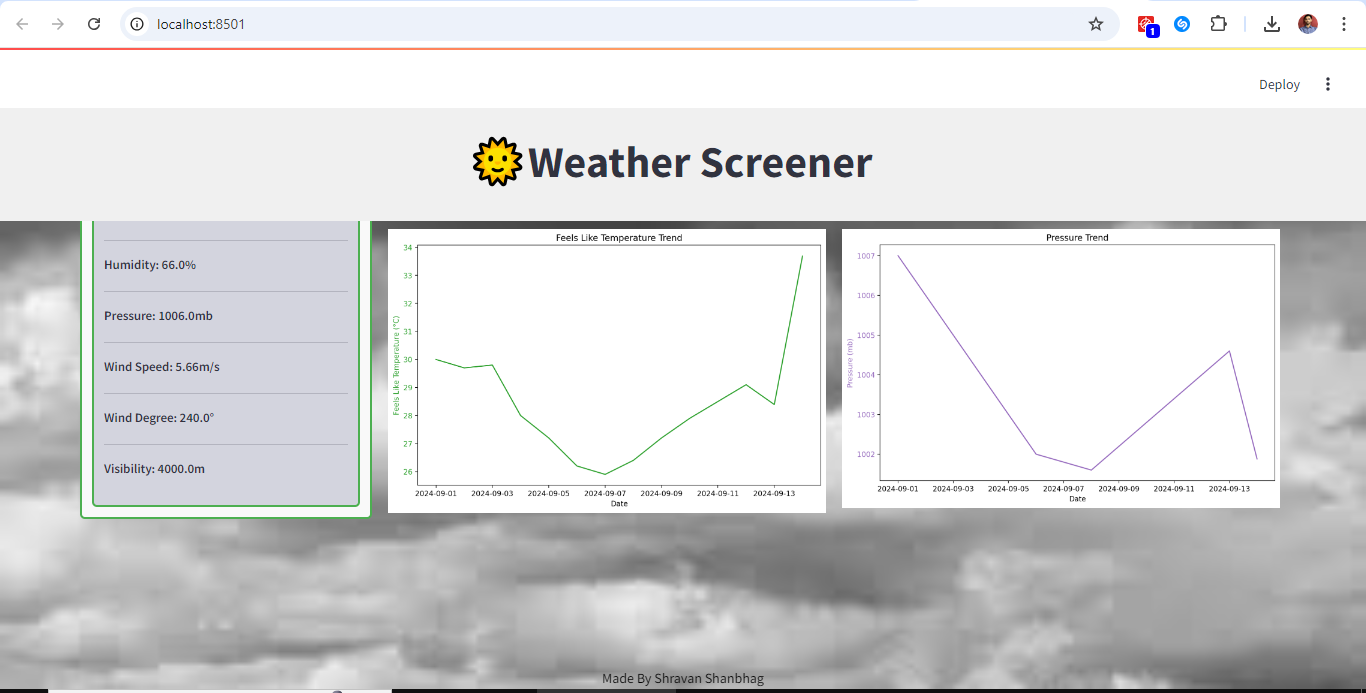 localhost:8501
1
Deploy
Weather Screener
Humidity: 66.0%
Pressure: 1006.0mb
Wind Speed: 5.66m/s
Wind Degree: 240.0°
Visibility: 4000.0m
Feels Like Temperature Trend
Feels Like Temperature (°C)
34
33
32
31
30
29
28
27
26
2024-09-01 2024-09-03 2024-09-05 2024-09-07 2024-09-09 2024-09-11 2024-09-13
Date
Pressure Trend
Pressure (mb)
1007
1006
1005
1004
1003
1002
2024-09-01 2024-09-03 2024-09-05 2024-09-07 2024-09-09 2024-09-11 2024-09-13
Date
Made By Shravan Shanbhag